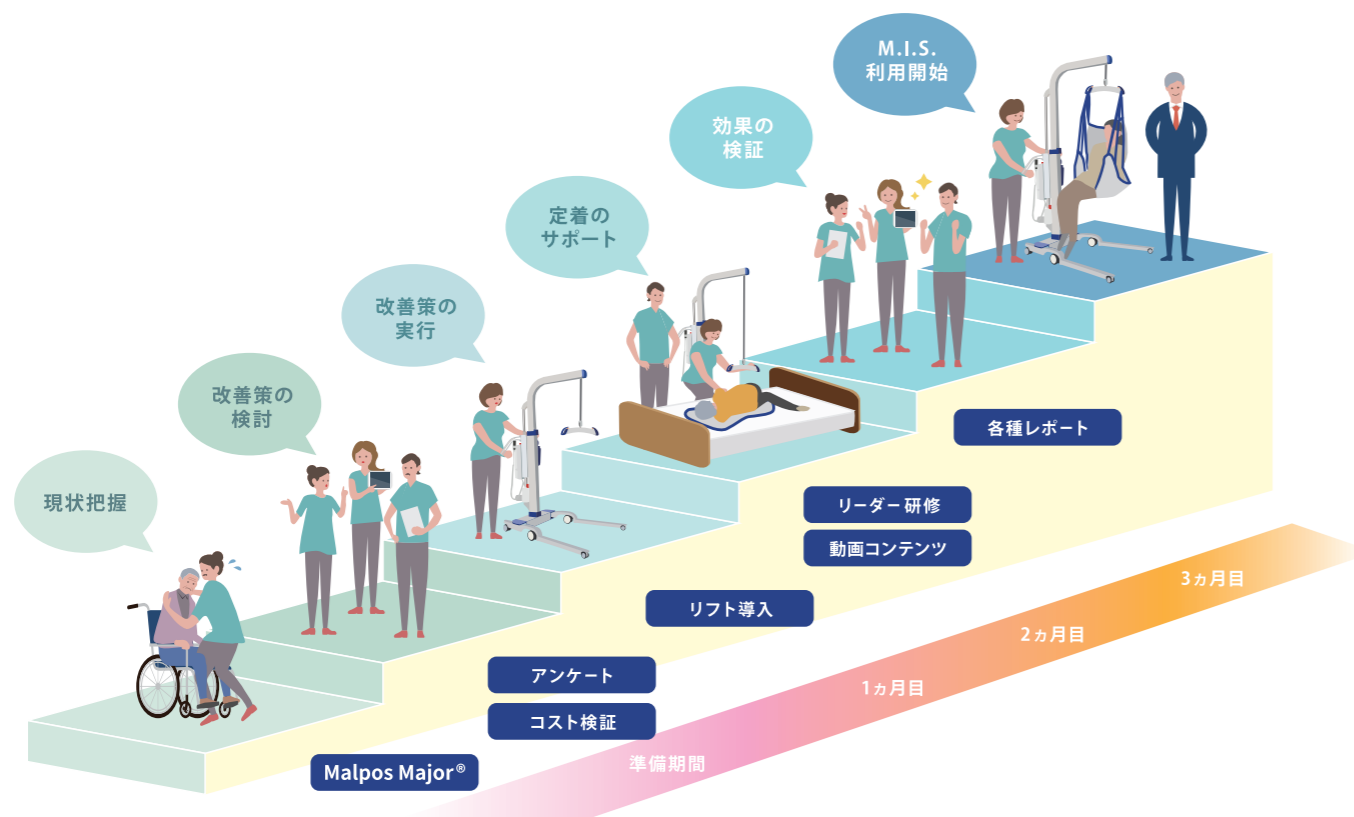 現状把握
改善策の
検討
改善策の
実行
定着の
サポート
効果の
検証
M.I.S.
利用開始
Malpos Major®
アンケート
コスト検証
リフト導入
リーダー研修
動画コンテンツ
各種レポート
準備期間
1ヵ月目
2ヵ月目
3ヵ月目